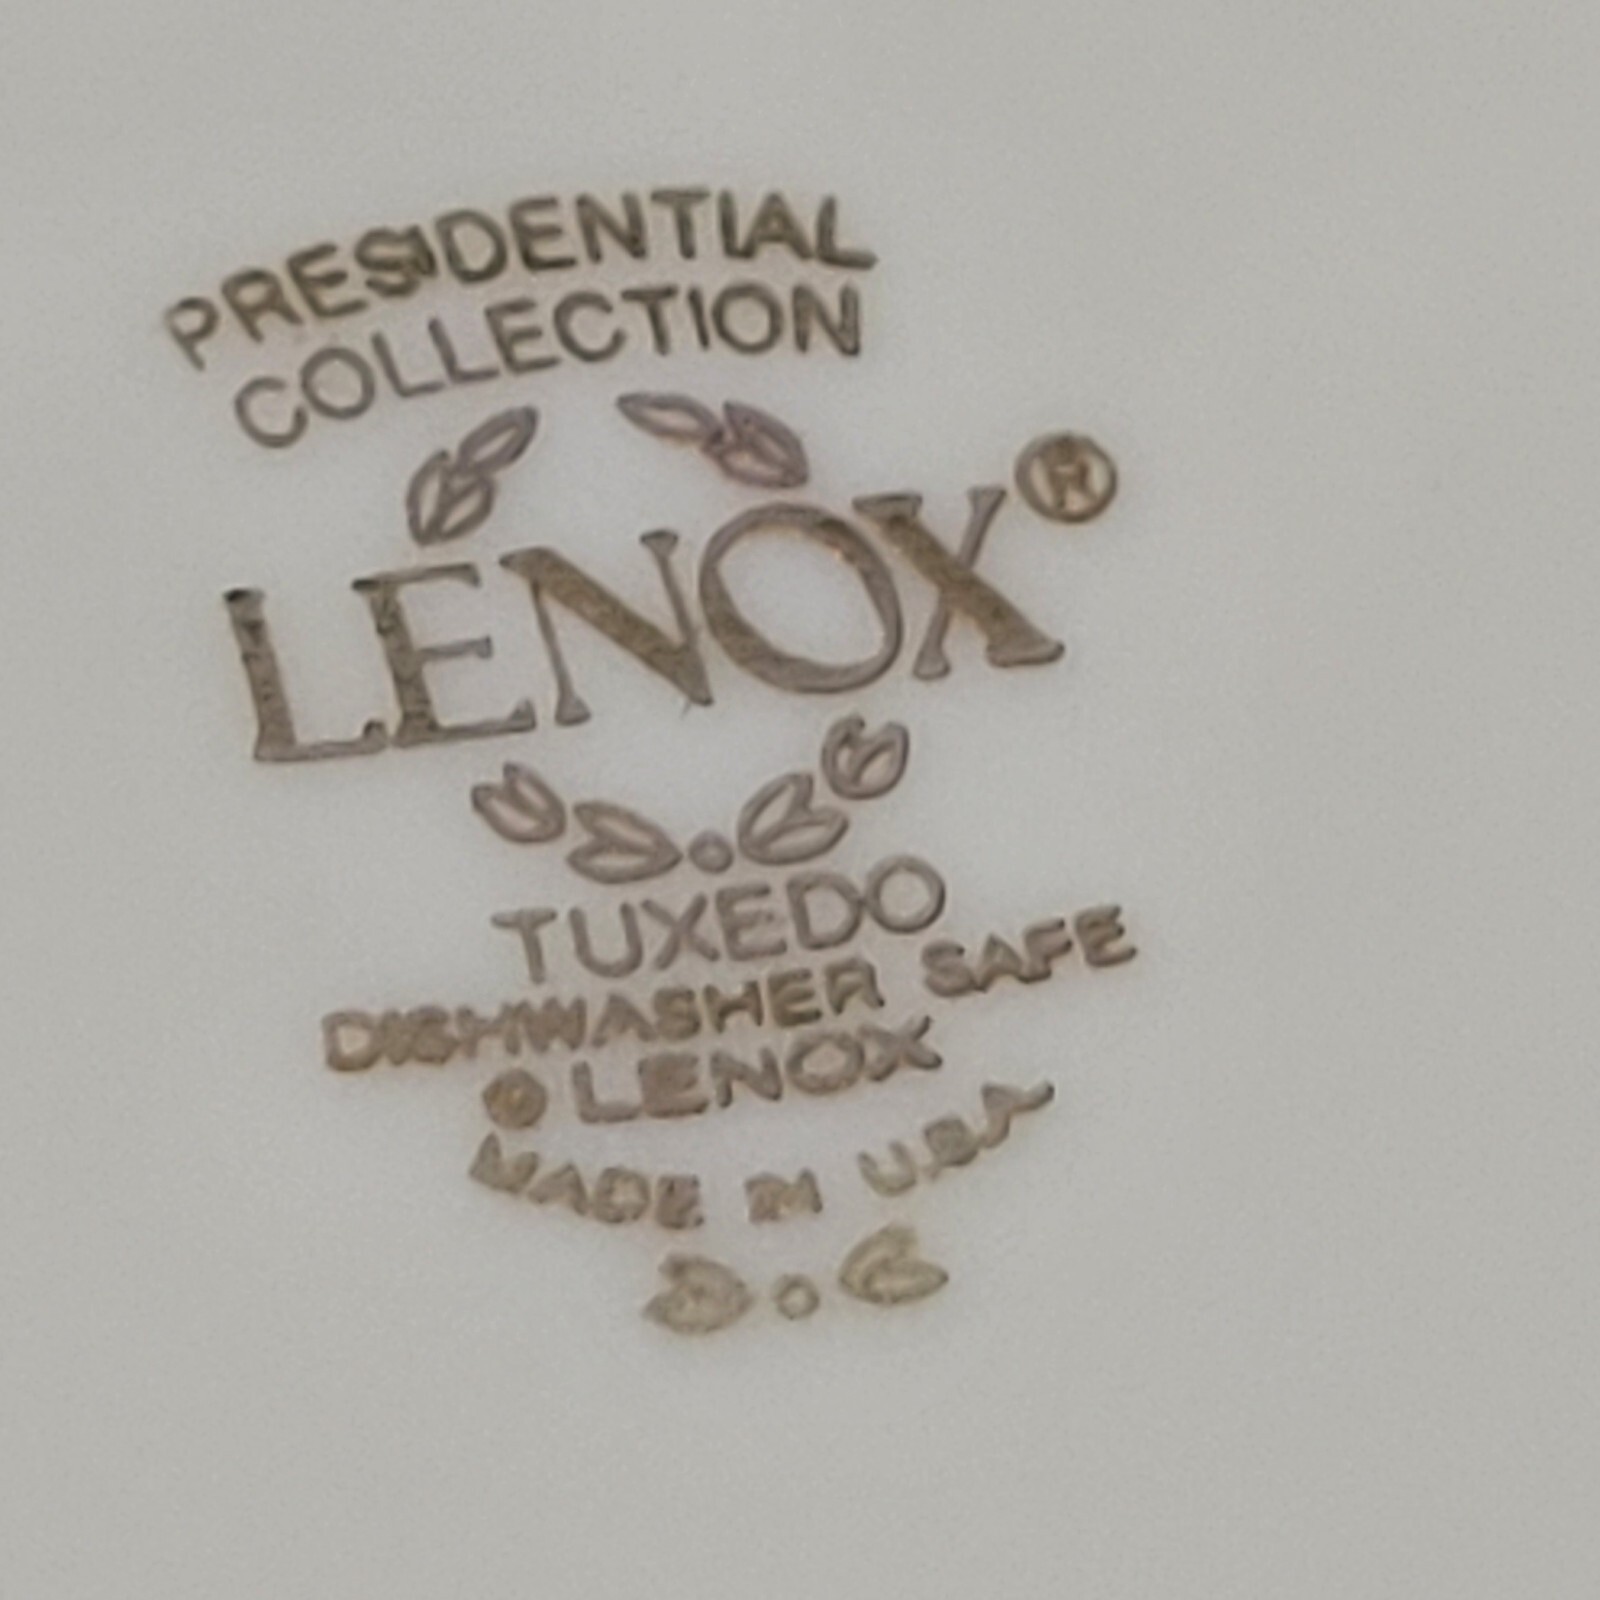 PRESIDENTIAL
COLLECTION
LENOX®
TUXEDO
DISHWASHER SAFE
© LENOX
MADE IN U.S.A